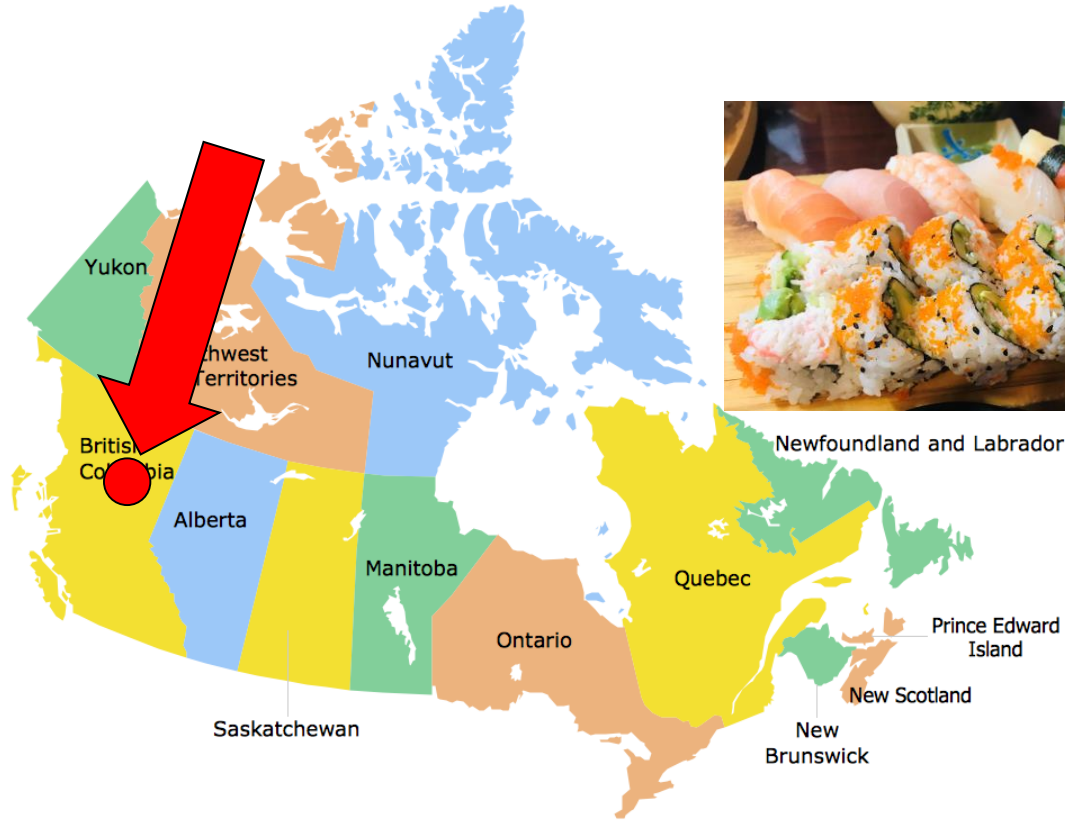 Yukon
Nunavut
Territories
Newfoundland and Labrador
Alberta
Manitoba
Quebec
Ontario
Prince Edward
Island
New Scotland
Saskatchewan
New
Brunswick